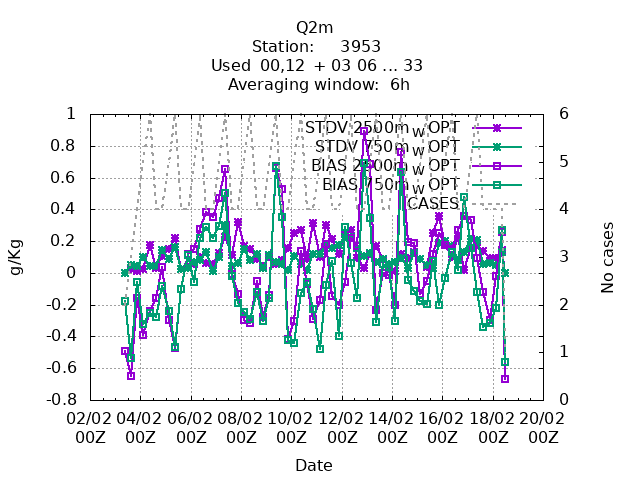 Q2m
Station: 3953
Used 00,12 + 03 06 ... 33
Averaging window: 6h
STDV 2500m w OPT
STDV 750m w OPT
BIAS 2500m w OPT
BIAS 750m w OPT
CASES
1
0.8
0.6
0.4
0.2
0
-0.2
-0.4
-0.6
-0.8
g/Kg
6
5
4
3
2
1
0
No cases
02/02 04/02 06/02 08/02 10/02 12/02 14/02 16/02 18/02 20/02
00Z 00Z 00Z 00Z 00Z 00Z 00Z 00Z 00Z 00Z
Date